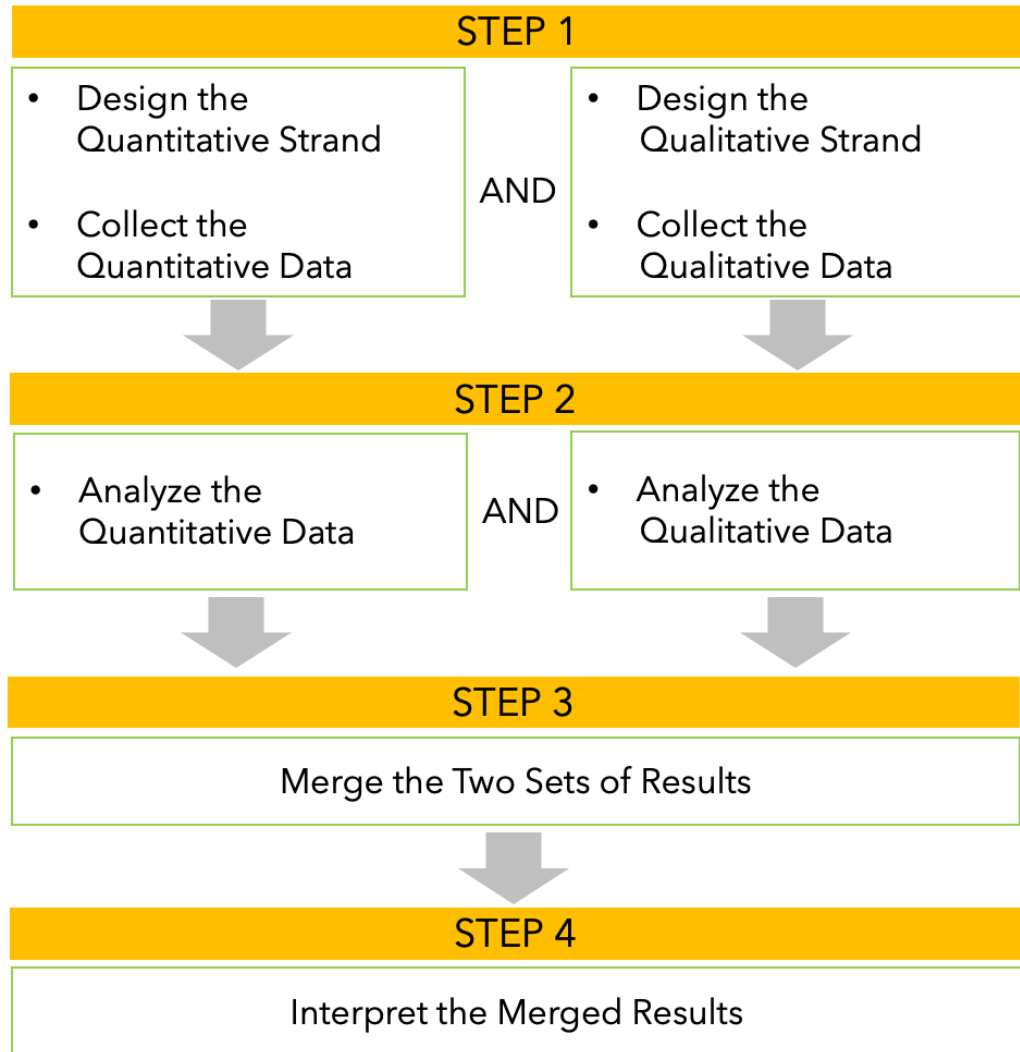 STEP 1
• Design the
Quantitative Strand
• Collect the
Quantitative Data
AND
• Design the
Qualitative Strand
• Collect the
Qualitative Data
STEP 2
• Analyze the
Quantitative Data
AND
• Analyze the
Qualitative Data
STEP 3
Merge the Two Sets of Results
STEP 4
Interpret the Merged Results